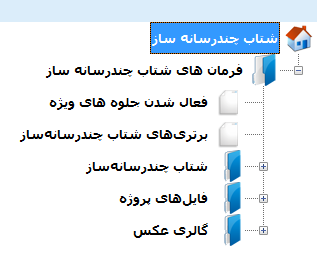 شتاب چندرسانه ساز
فرمان های شتاب چندرسانه ساز
فعال شدن جلوه های ویژه
برتری‌های شتاب چندرسانه‌ساز
شتاب چندرسانه‌ساز
فایل‌های پروژه
گالری عکس